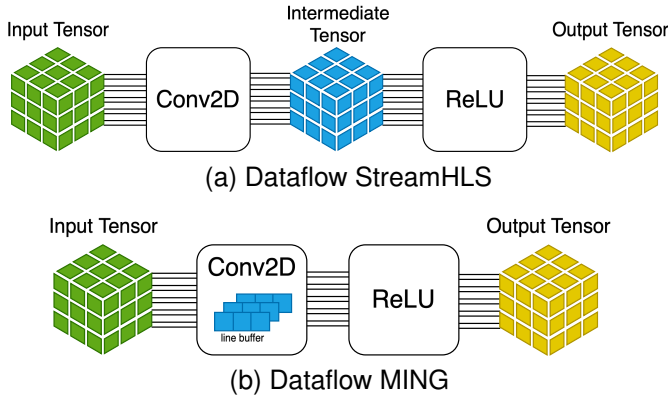 Input Tensor
Intermediate
Tensor
Output Tensor
Conv2D
ReLU
(a) Dataflow StreamHLS
Input Tensor
Output Tensor
Conv2D
line buffer
ReLU
(b) Dataflow MING